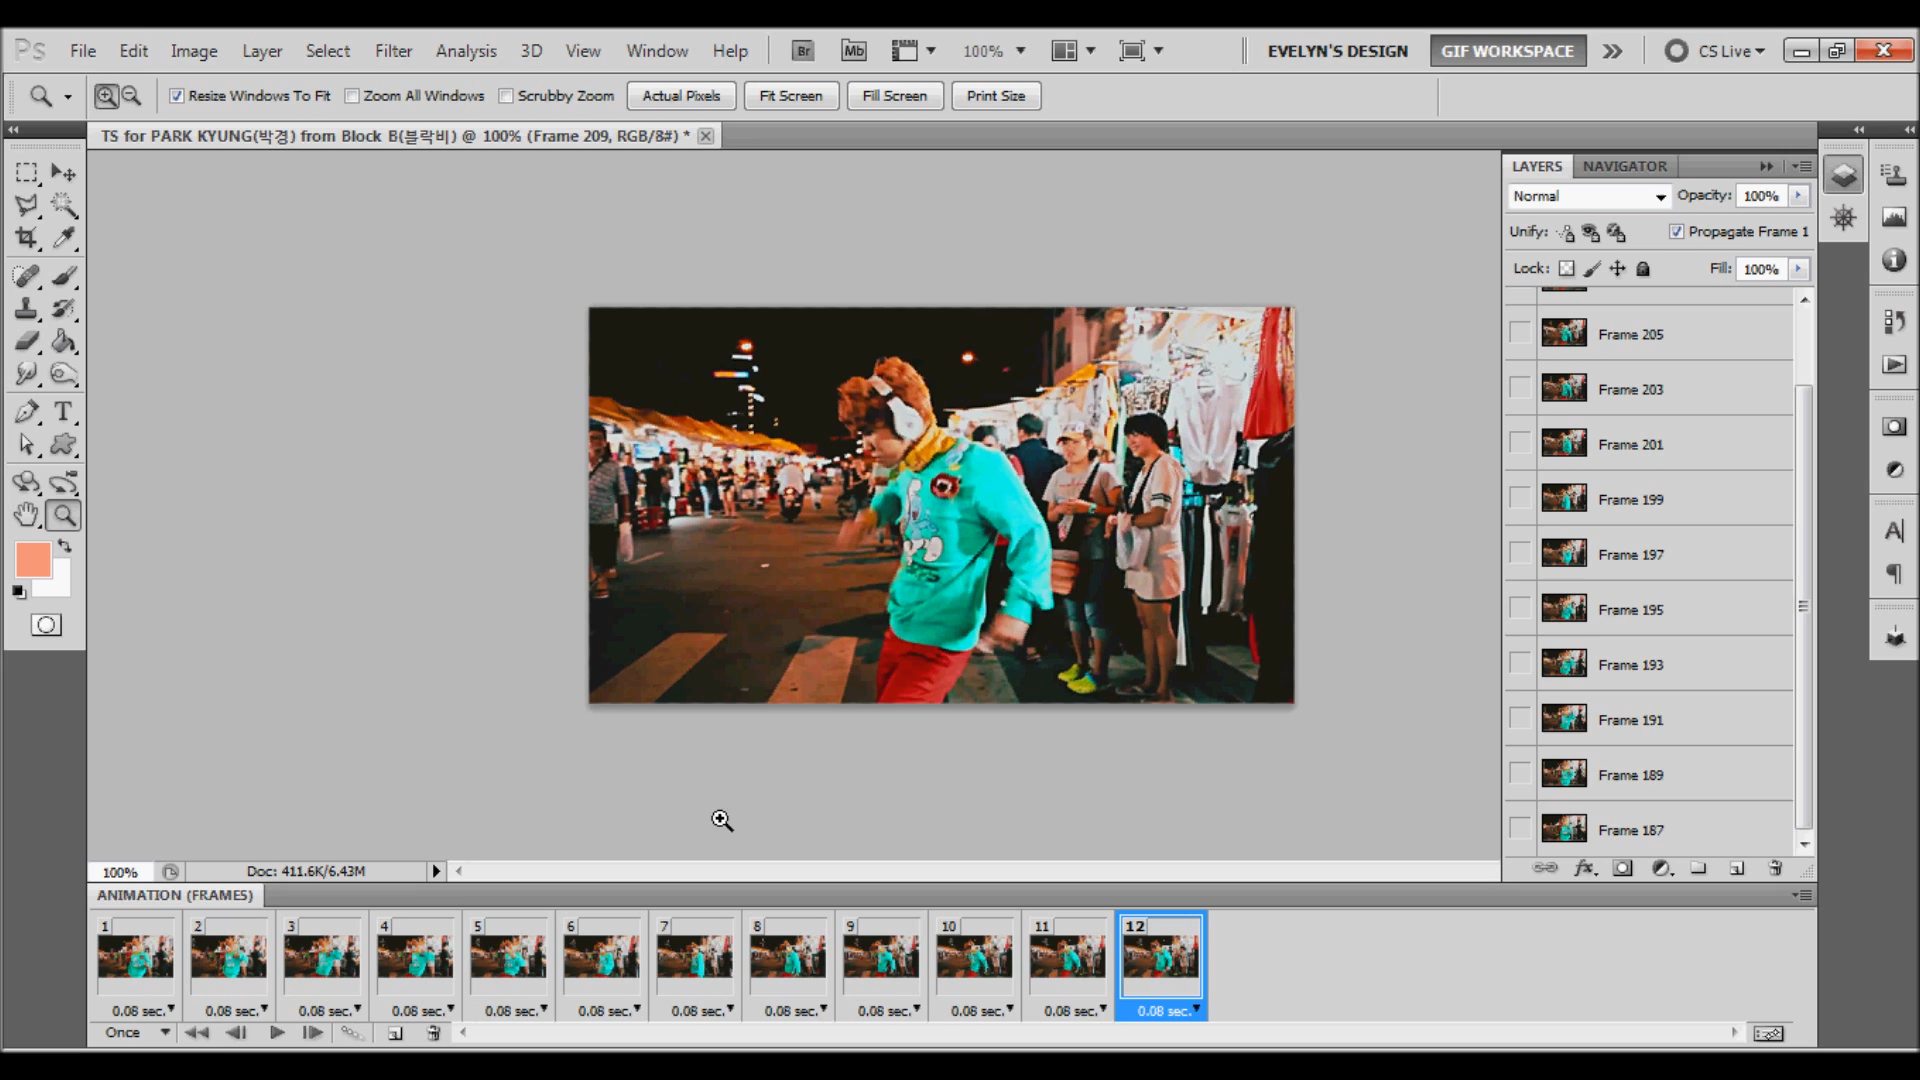 Ps File Edit Image Layer Select Filter Analysis 3D View Window Help Br Mb 100% EVELYN'S DESIGN GIF WORKSPACE CS Live
Resize Windows To Fit Zoom All Windows Scrubby Zoom Actual Pixels Fit Screen Fill Screen Print Size
TS for PARK KYUNG(박경) from Block B(블락비) @ 100% (Frame 209, RGB/8#) *
LAYERS NAVIGATOR
Normal Opacity: 100%
Unify: Propagate Frame 1
Lock: Fill: 100%
Frame 205
Frame 203
Frame 201
Frame 199
Frame 197
Frame 195
Frame 193
Frame 191
Frame 189
Frame 187
100% Doc: 411.6K/6.43M
ANIMATION (FRAMES)
1 2 3 4 5 6 7 8 9 10 11 12
0.08 sec. 0.08 sec. 0.08 sec. 0.08 sec. 0.08 sec. 0.08 sec. 0.08 sec. 0.08 sec. 0.08 sec. 0.08 sec. 0.08 sec. 0.08 sec.
Once